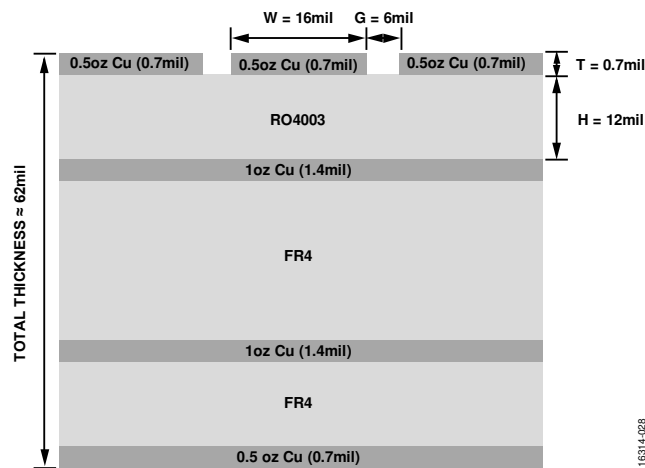 W = 16mil G = 6mil
0.5oz Cu (0.7mil) 0.5oz Cu (0.7mil) 0.5oz Cu (0.7mil)
T = 0.7mil
RO4003
H = 12mil
1oz Cu (1.4mil)
TOTAL THICKNESS ≈ 62mil
FR4
1oz Cu (1.4mil)
FR4
0.5 oz Cu (0.7mil)
16314-028